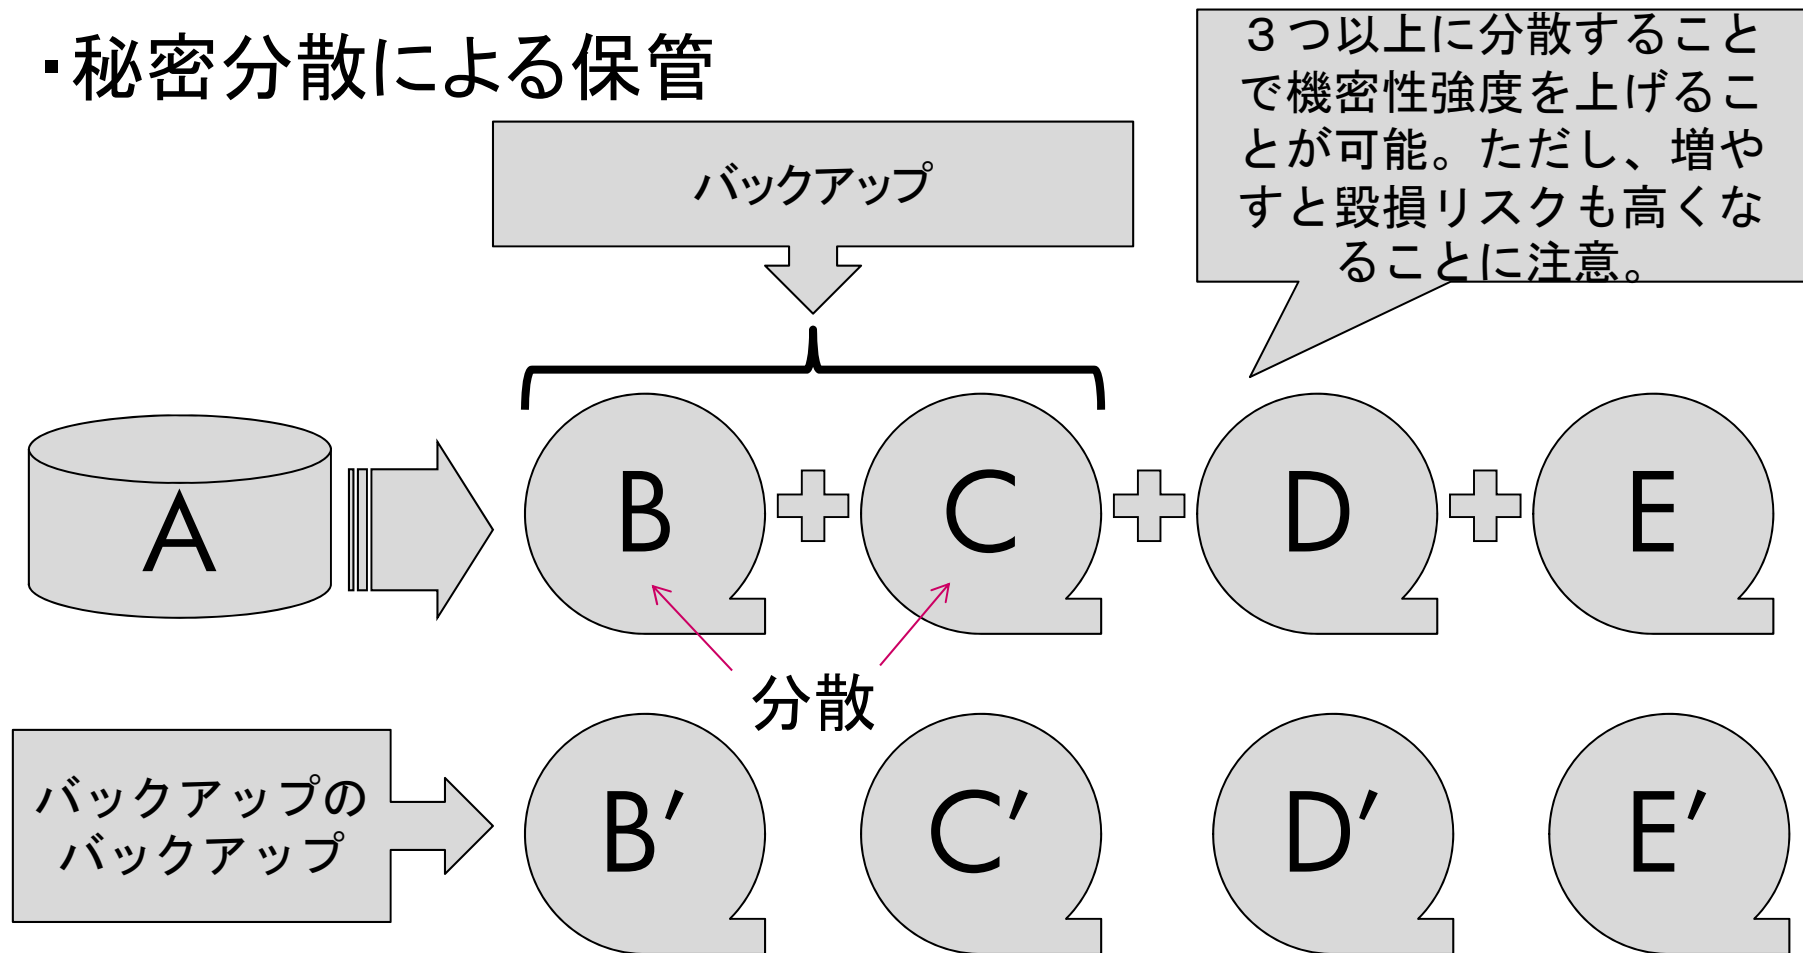 ・秘密分散による保管
３つ以上に分散すること
で機密性強度を上げるこ
とが可能。ただし、増や
すと毀損リスクも高くな
ることに注意。
バックアップ
A
B
C
D
E
分散
バックアップの
バックアップ
B′
C′
D′
E′